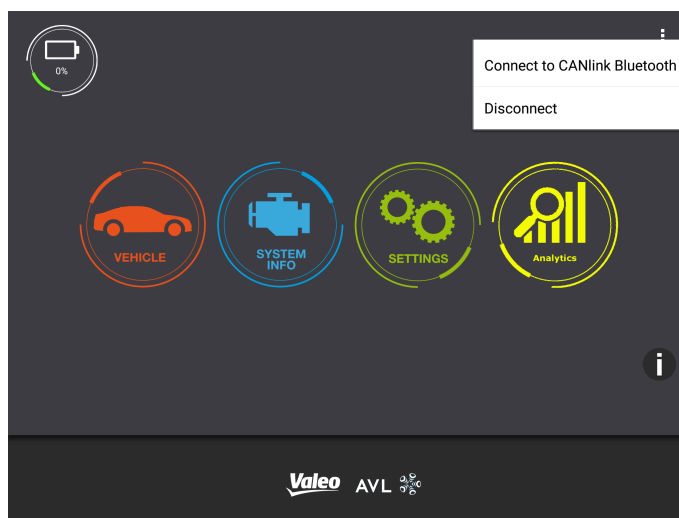 0%
Connect to CANlink Bluetooth
Disconnect
VEHICLE
SYSTEM
INFO
SETTINGS
Analytics
i
Valeo AVL